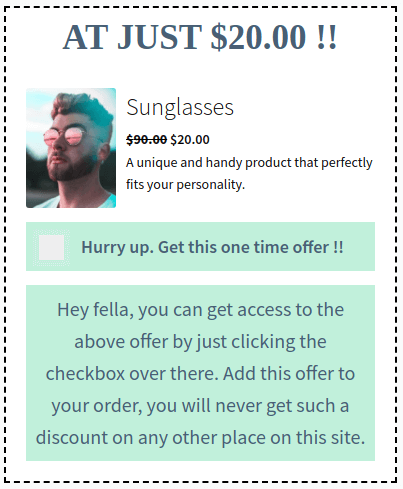 AT JUST $20.00 !!
Sunglasses
$90.00 $20.00
A unique and handy product that perfectly
fits your personality.
Hurry up. Get this one time offer !!
Hey fella, you can get access to the
above offer by just clicking the
checkbox over there. Add this offer to
your order, you will never get such a
discount on any other place on this site.